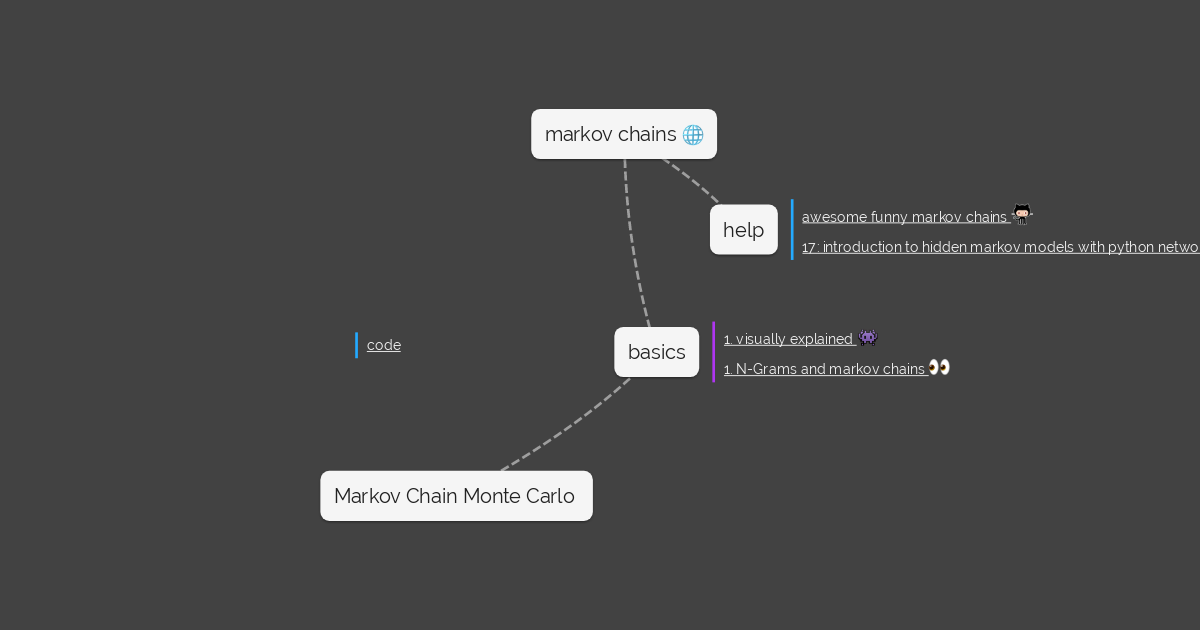 markov chains
help
awesome funny markov chains
17: introduction to hidden markov models with python
basics
1. visually explained
1. N-Grams and markov chains
code
Markov Chain Monte Carlo